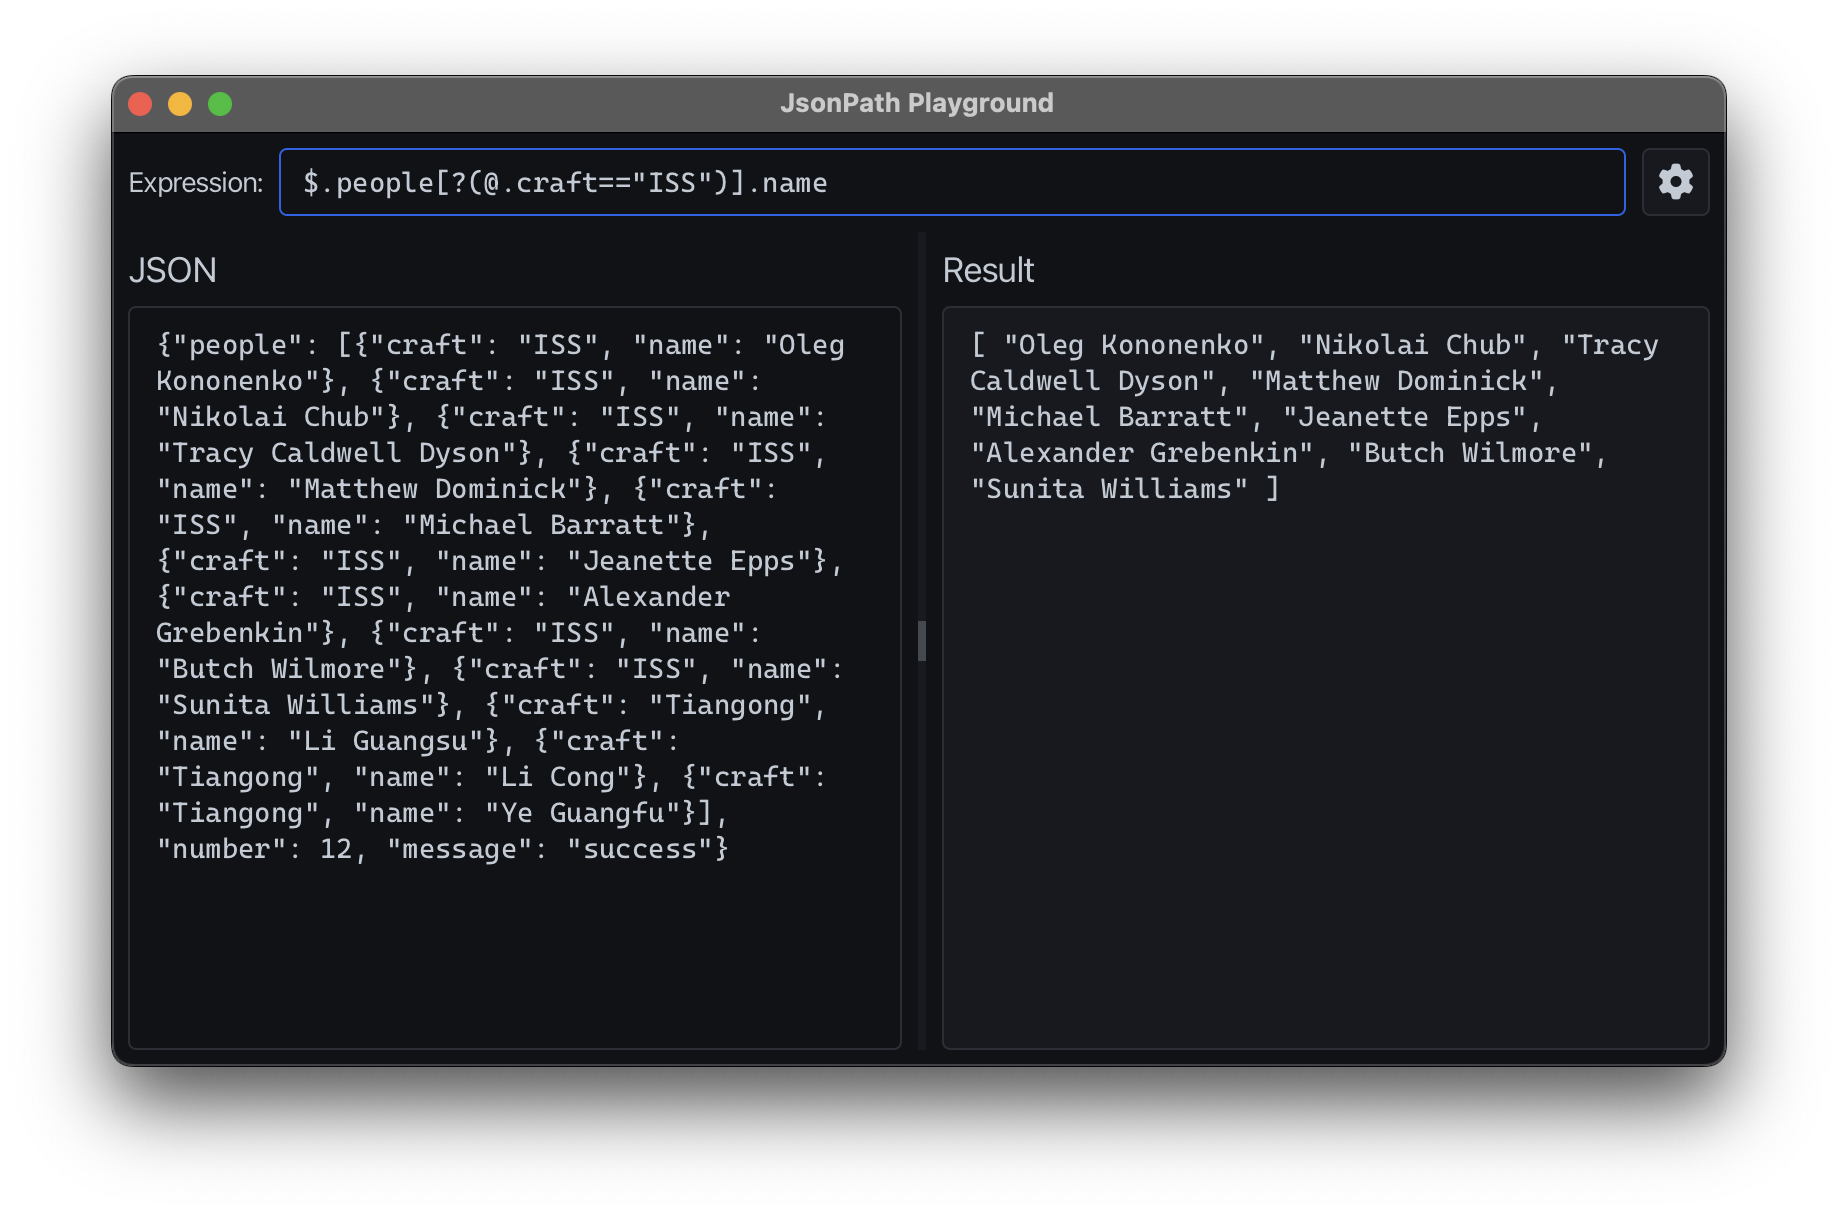 JsonPath Playground
Expression: $.people[?(@.craft=="ISS")].name
JSON
{"people": [{"craft": "ISS", "name": "Oleg
Kononenko"}, {"craft": "ISS", "name":
"Nikolai Chub"}, {"craft": "ISS", "name":
"Tracy Caldwell Dyson"}, {"craft": "ISS",
"name": "Matthew Dominick"}, {"craft":
"ISS", "name": "Michael Barratt"},
{"craft": "ISS", "name": "Jeanette Epps"},
{"craft": "ISS", "name": "Alexander
Grebenkin"}, {"craft": "ISS", "name":
"Butch Wilmore"}, {"craft": "ISS", "name":
"Sunita Williams"}, {"craft": "Tiangong",
"name": "Li Guangsu"}, {"craft":
"Tiangong", "name": "Li Cong"}, {"craft":
"Tiangong", "name": "Ye Guangfu"}],
"number": 12, "message": "success"}
Result
[ "Oleg Kononenko", "Nikolai Chub", "Tracy
Caldwell Dyson", "Matthew Dominick",
"Michael Barratt", "Jeanette Epps",
"Alexander Grebenkin", "Butch Wilmore",
"Sunita Williams" ]